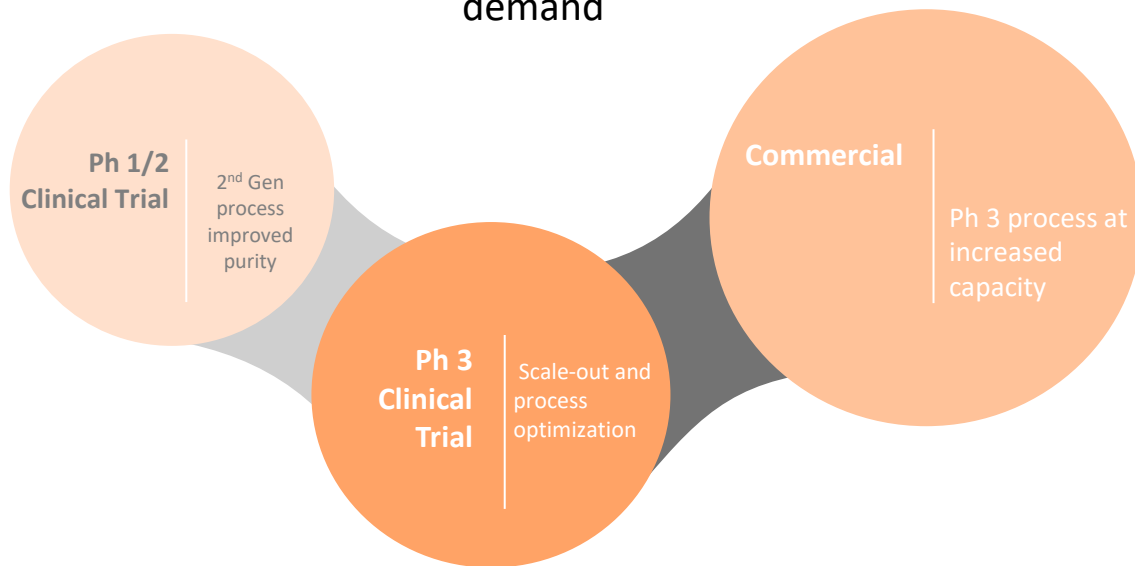 demand
Ph 1/2
Clinical Trial
2nd Gen
process
improved
purity
Ph 3
Clinical
Trial
Scale-out and
process
optimization
Commercial
Ph 3 process at
increased
capacity